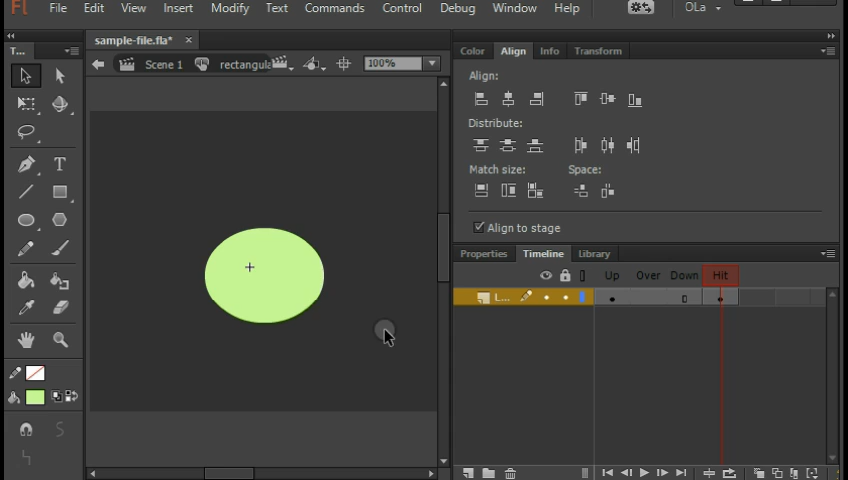 Fl File View Insert Modify Text Commands Control Debug Window Help OLa
Edit
sample-file.fla* ×
T...
Scene 1 rectangula 100%
Color Align Info Transform
Align:
Distribute:
Match size: Space:
Align to stage
Properties Timeline Library
Up Over Down Hit
L...